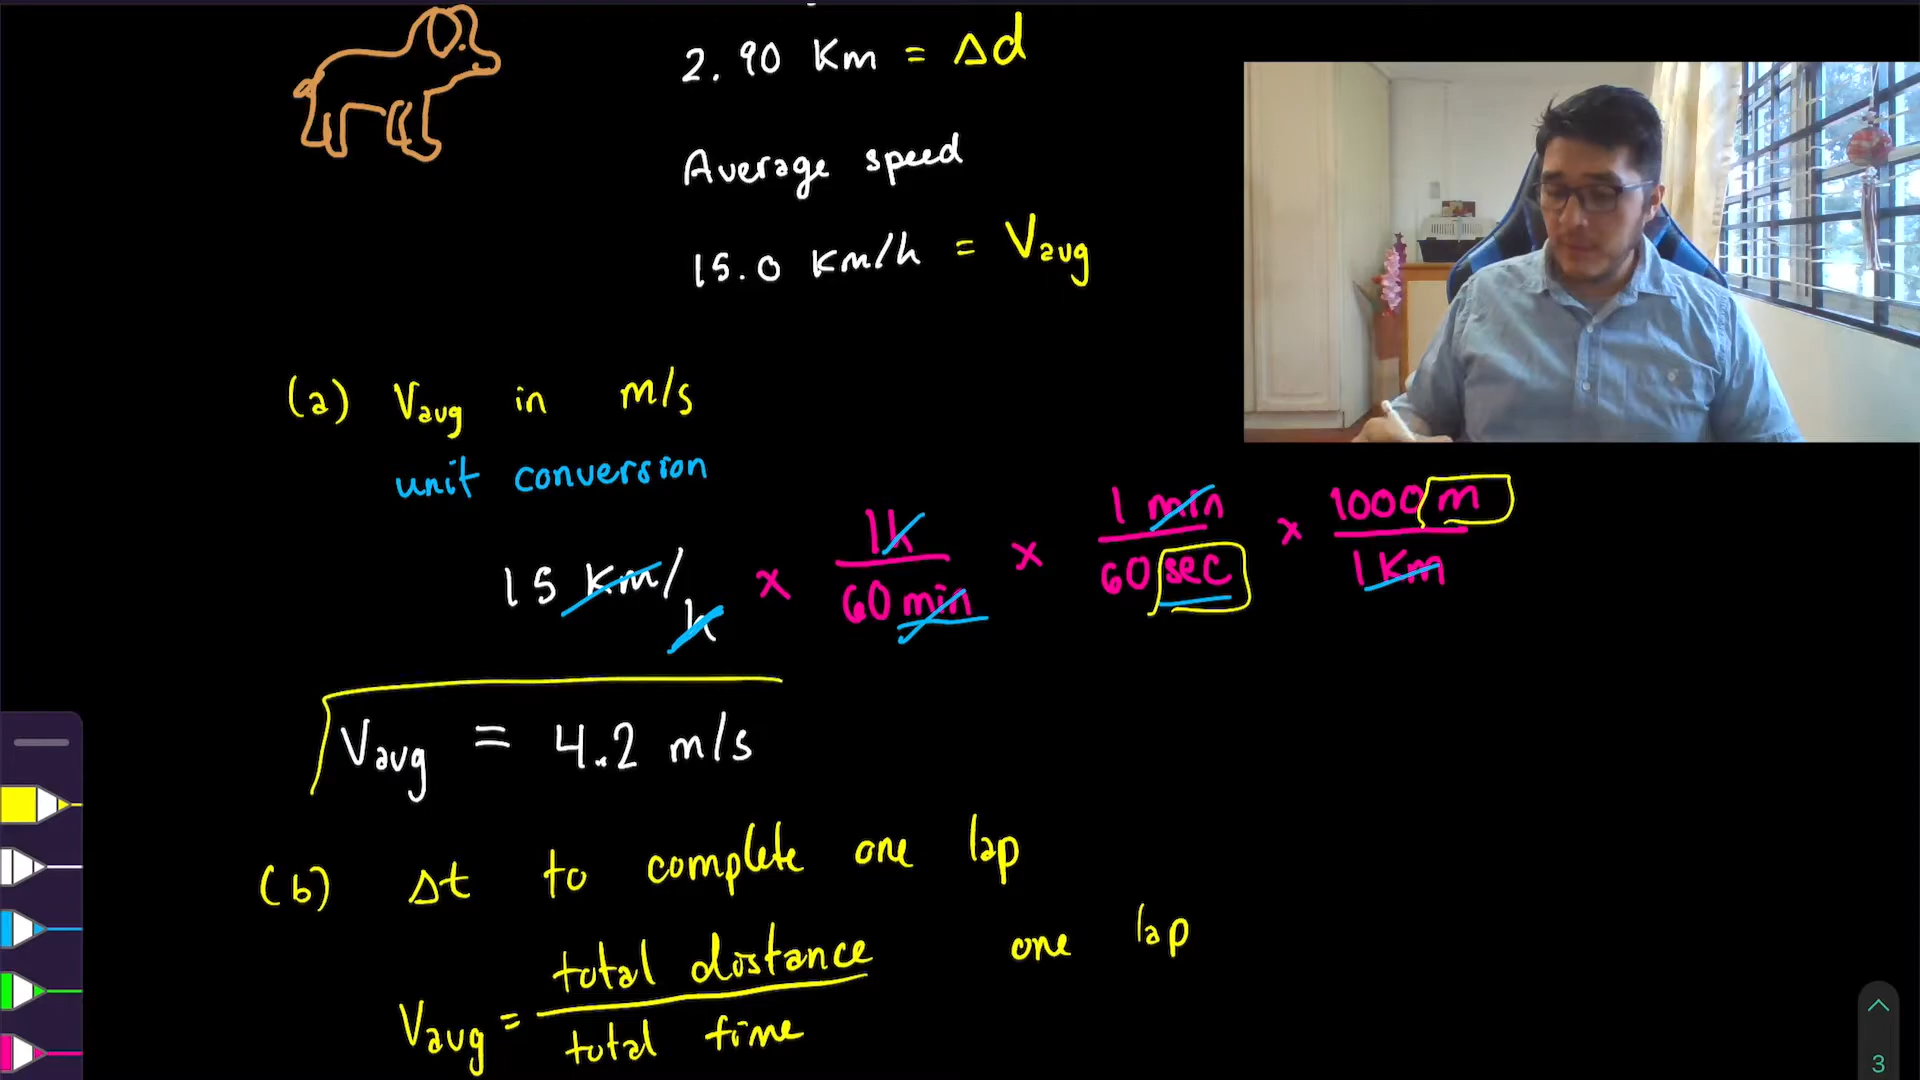 2.90 Km = Δd
Average speed
15.0 Km/h = Vavg
(a) Vavg in m/s
unit conversion
15 Km/h × 1h/60 min × 1 min/60 sec × 1000 m/1 Km
Vavg = 4.2 m/s
(b) Δt to complete one lap
Vavg = total distance/total time one lap
3